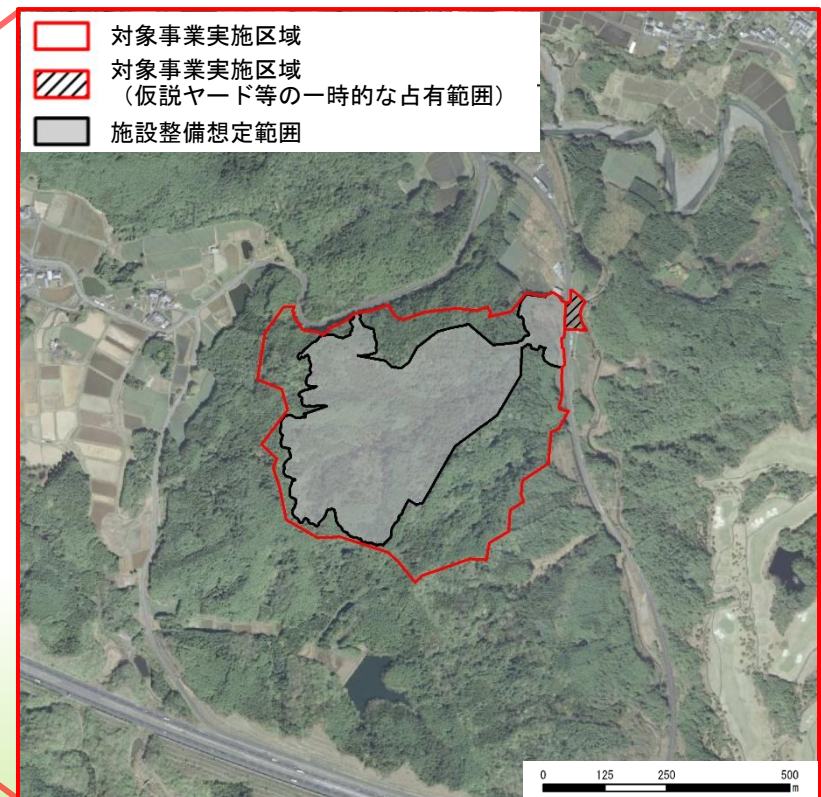 対象事業実施区域
対象事業実施区域
（仮説ヤード等の一時的な占有範囲）
施設整備想定範囲
0 125 250 500
m